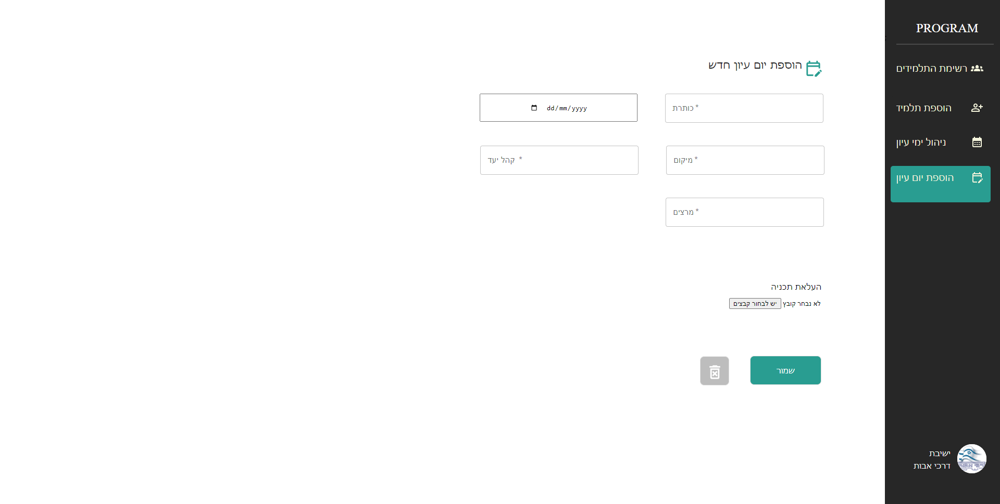 PROGRAM
רשימת התלמידים
הוספת תלמיד
ניהול ימי עיון
הוספת יום עיון
ישיבת
דרכי אבות
הוספת יום עיון חדש
כותרת *
dd/mm/yyyy
מיקום *
קהל יעד *
מרצים *
העלאת תכניה
יש לבחור קבצים לא נבחר קובץ
שמור